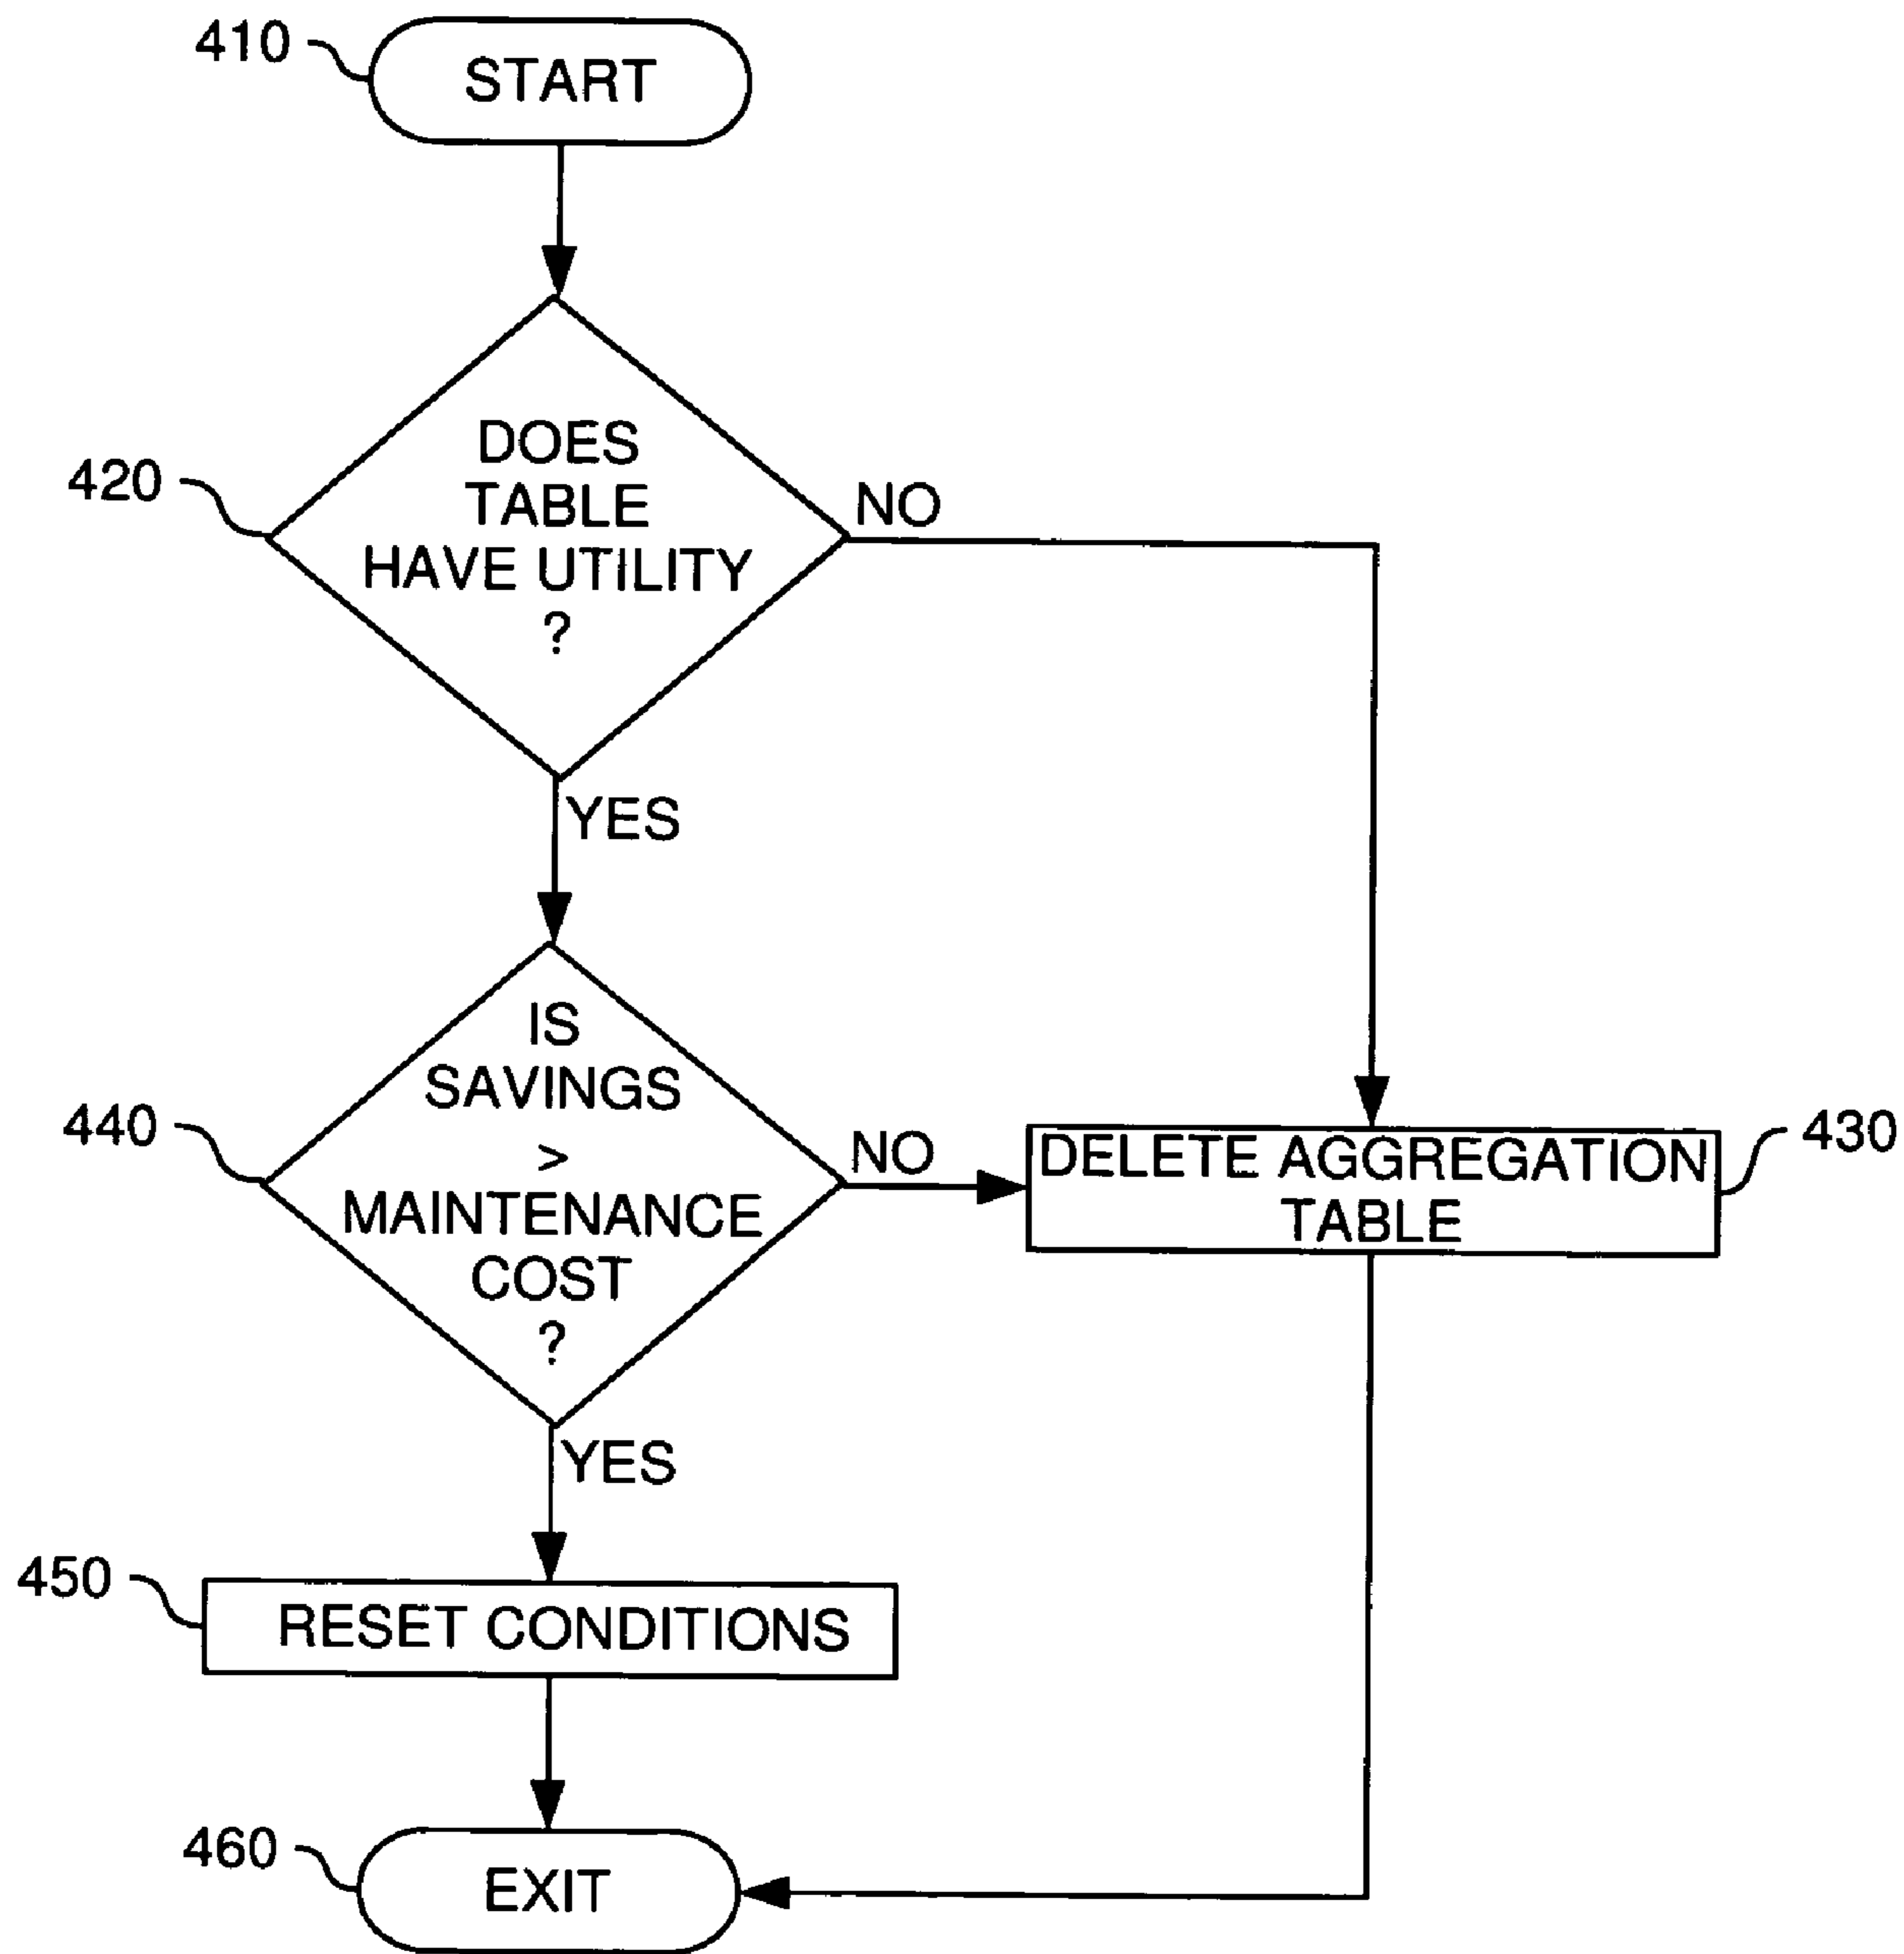 410
START
420
DOES
TABLE
HAVE UTILITY
?
NO
YES
440
IS
SAVINGS
>
MAINTENANCE
COST
?
NO
DELETE AGGREGATION
TABLE
430
YES
450
RESET CONDITIONS
460
EXIT